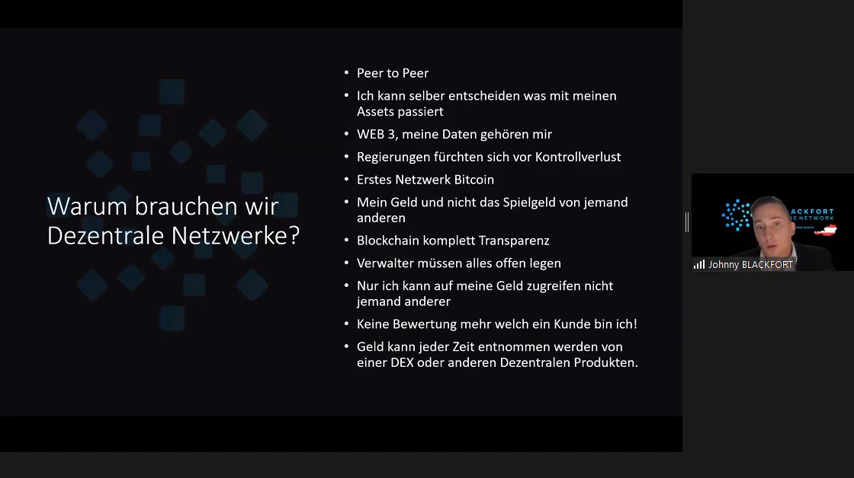 Warum brauchen wir
Dezentrale Netzwerke?
• Peer to Peer
• Ich kann selber entscheiden was mit meinen
Assets passiert
• WEB 3, meine Daten gehören mir
• Regierungen fürchten sich vor Kontrollverlust
• Erstes Netzwerk Bitcoin
• Mein Geld und nicht das Spielgeld von jemand
anderen
• Blockchain komplett Transparenz
• Verwalter müssen alles offen legen
• Nur ich kann auf meine Geld zugreifen nicht
jemand anderer
• Keine Bewertung mehr welch ein Kunde bin ich!
• Geld kann jeder Zeit entnommen werden von
einer DEX oder anderen Dezentralen Produkten.
NETWORK
Johnny BLACKFORT